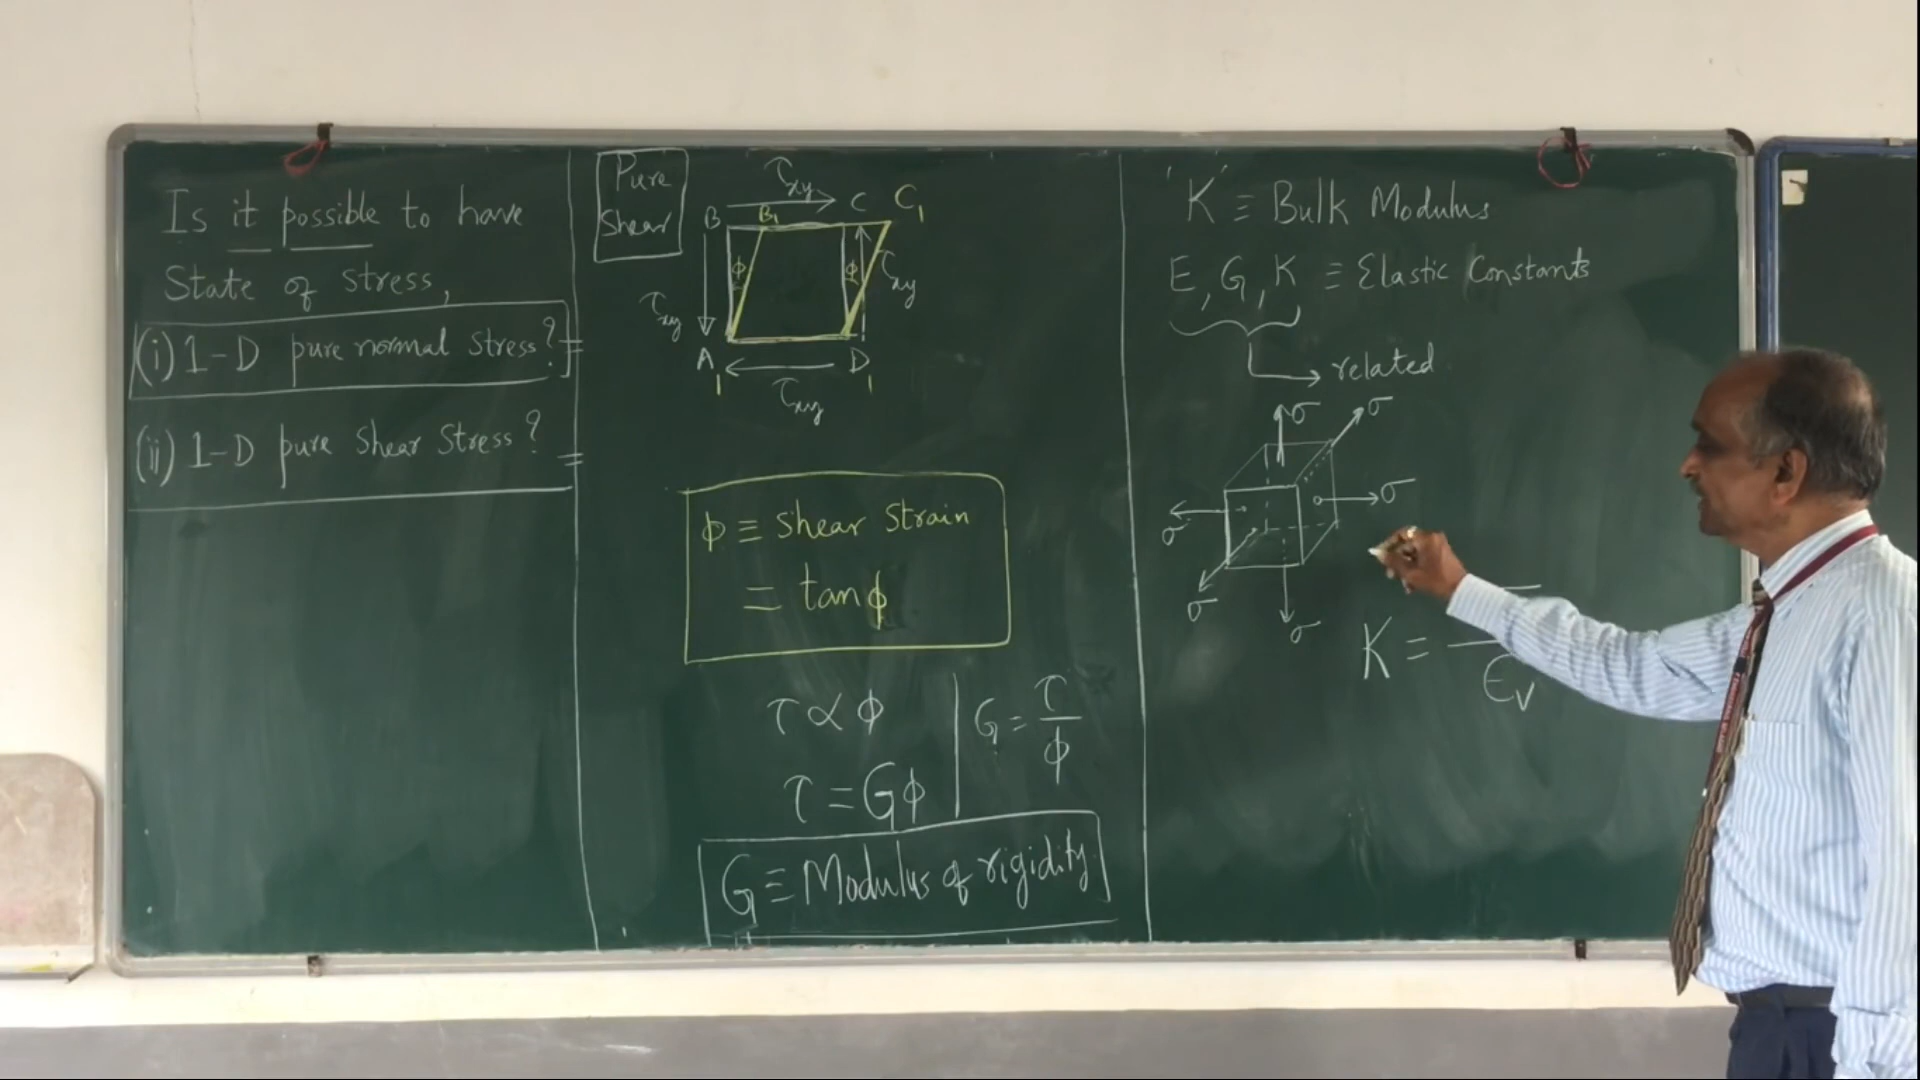 Is it possible to have
State of stress,
(i) 1-D pure normal stress?
(ii) 1-D pure shear stress?
Pure
Shear
τxy
B B₁ C C₁
ϕ ϕ
τxy τxy
A₁ D₁
τxy
ϕ ≡ shear strain
= tanϕ
τ ∝ ϕ
G = τ/ϕ
τ = Gϕ
G ≡ Modulus of rigidity
'K' ≡ Bulk Modulus
E, G, K ≡ Elastic Constants
related
σ σ
σ σ
σ σ
K = σ/ϵv